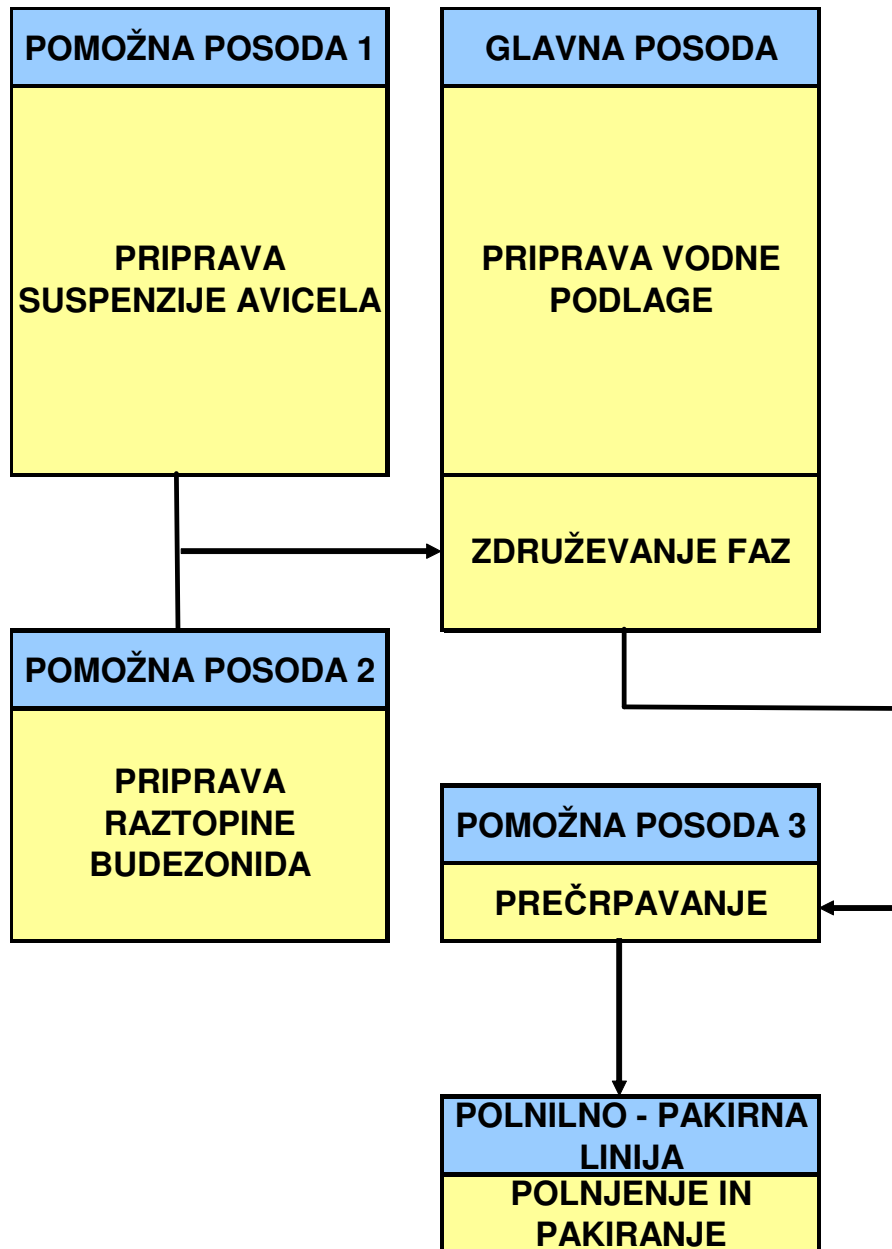 POMOŽNA POSODA 1
PRIPRAVA
SUSPENZIJE AVICELA
GLAVNA POSODA
PRIPRAVA VODNE
PODLAGE
ZDRUŽEVANJE FAZ
POMOŽNA POSODA 2
PRIPRAVA
RAZTOPINE
BUDEZONIDA
POMOŽNA POSODA 3
PREČRPAVANJE
POLNILNO - PAKIRNA
LINIJA
POLNJENJE IN
PAKIRANJE